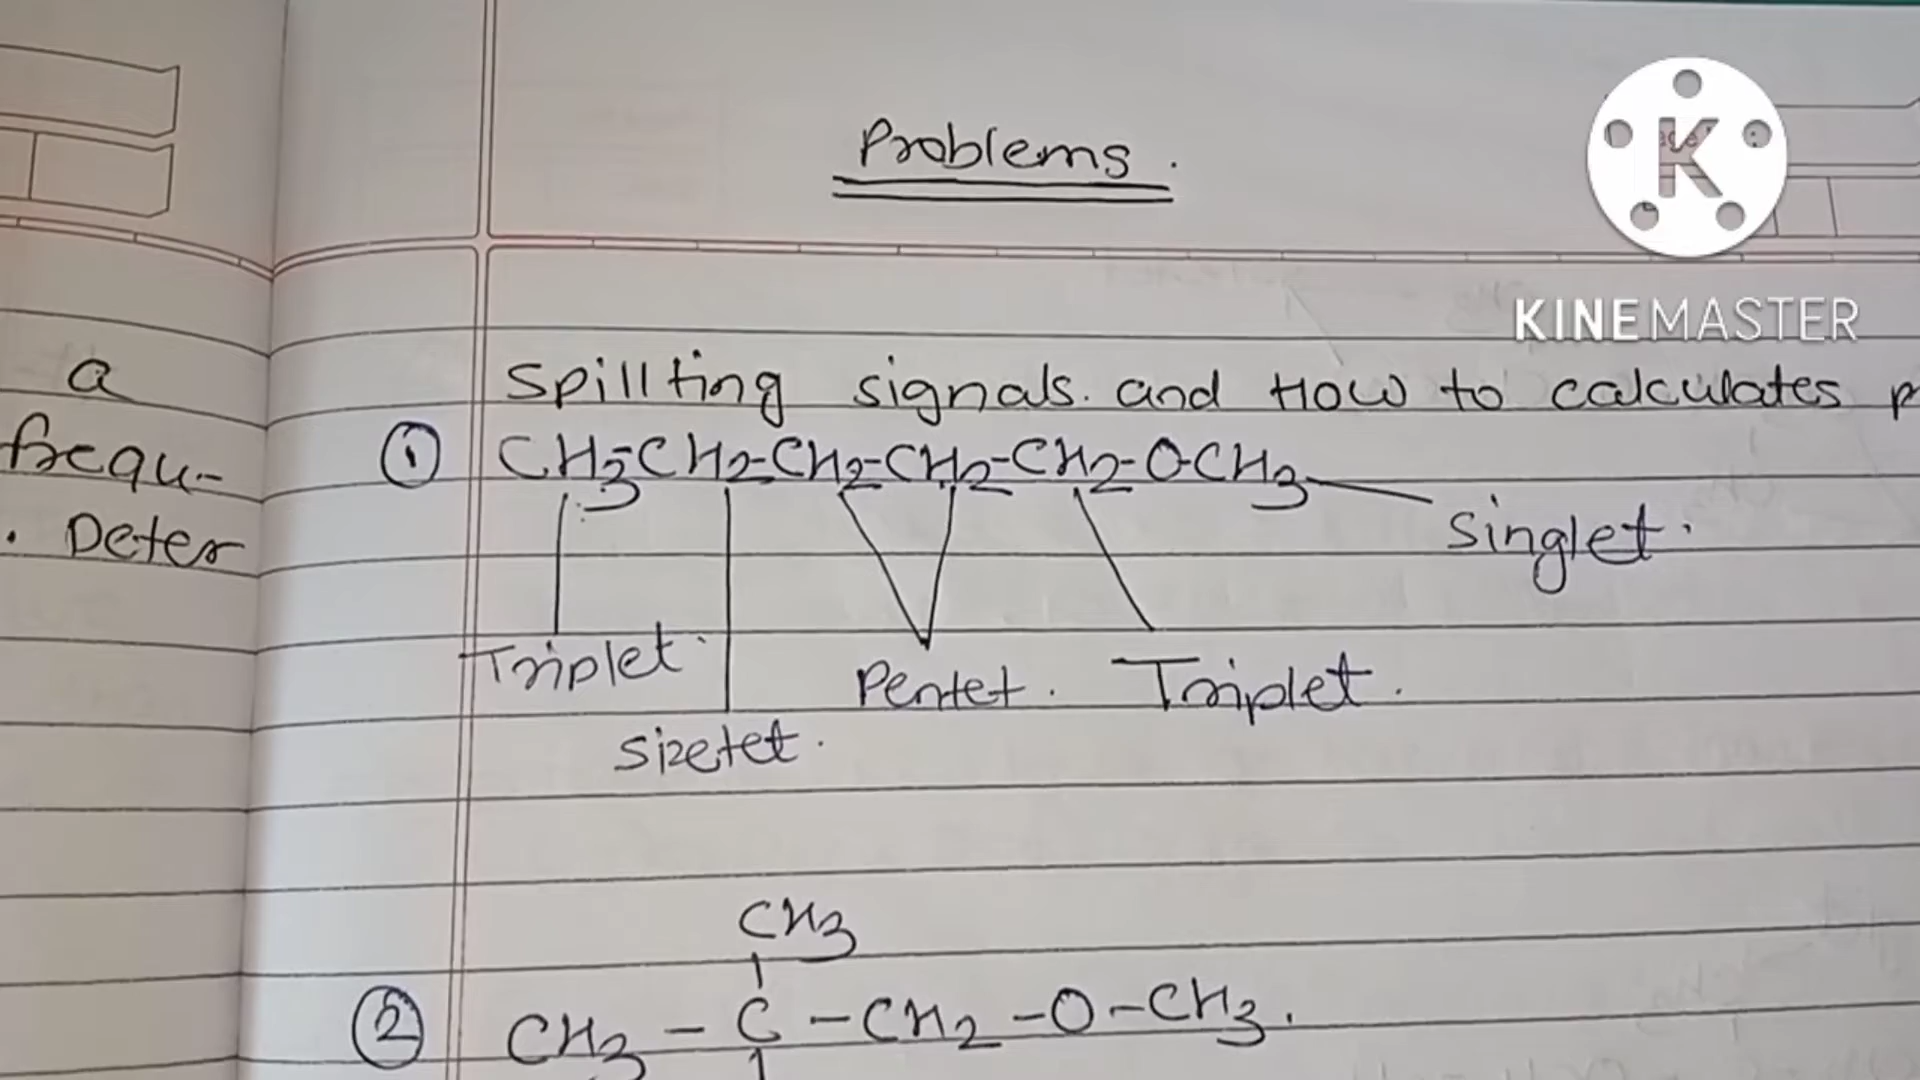 Problems.
KINEMASTER
Spillting signals. and How to calculates
a
frequ-
. Deter
① CH3-CH2-CH2-CH2-CH2-O-CH3
Singlet.
Triplet.
Pentet. Triplet.
Sizetet.
CH3
② CH3-C-CH2-O-CH3.